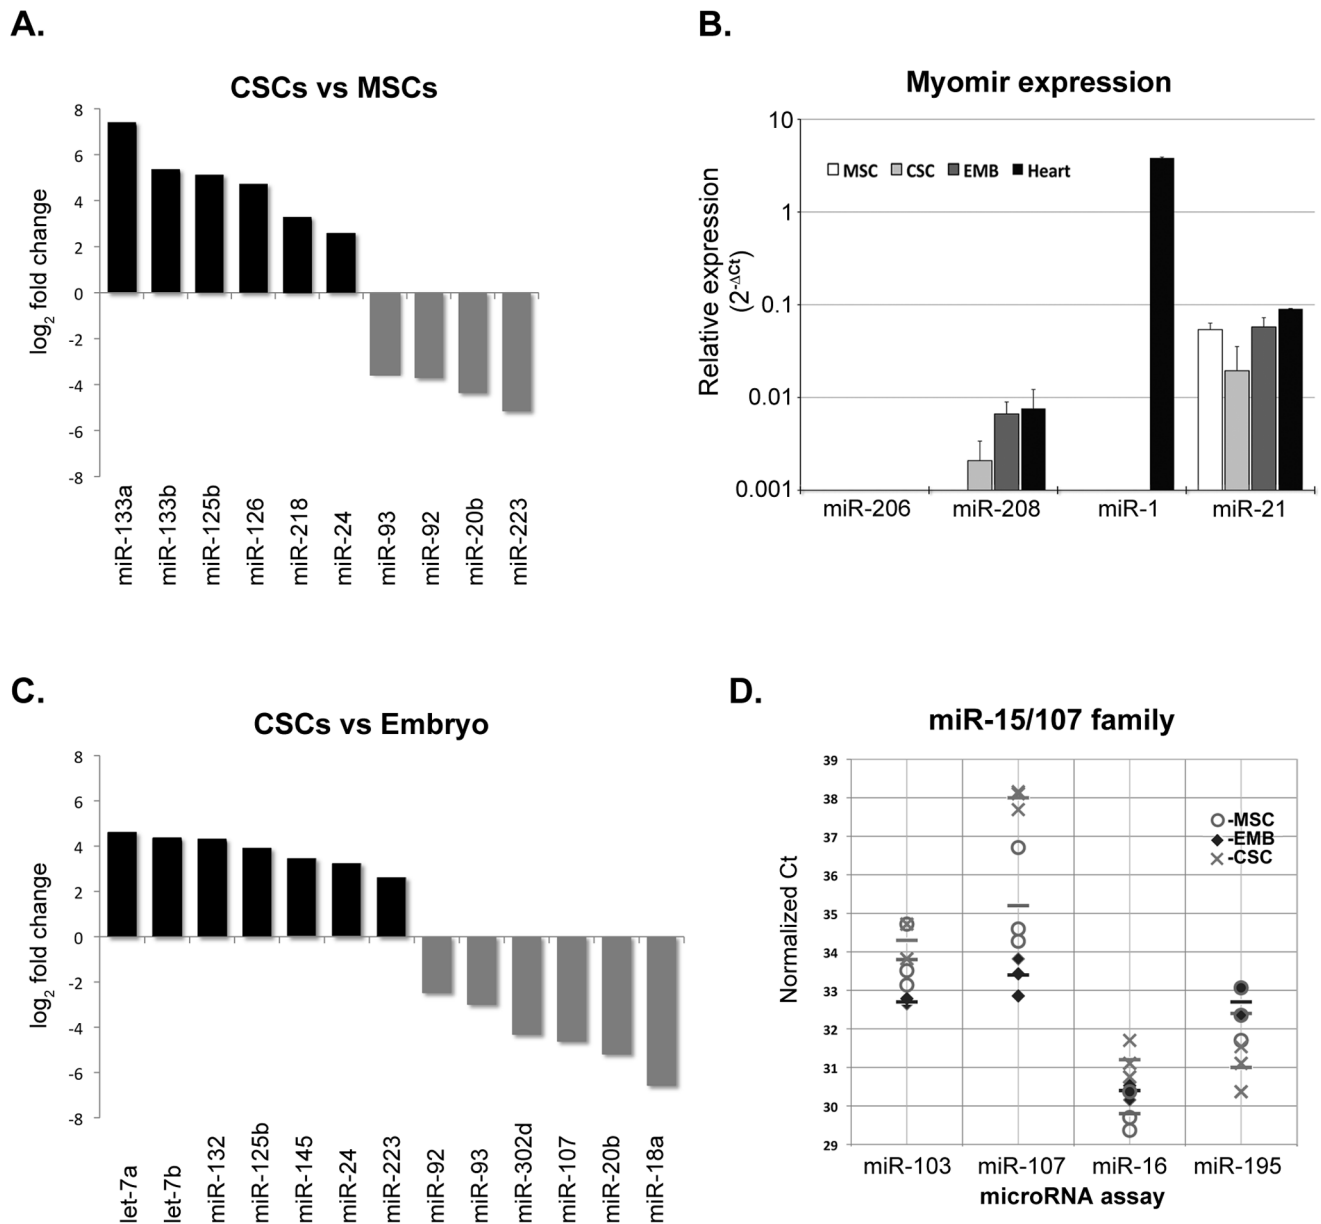 A.
CSCs vs MSCs
log2 fold change
8
6
4
2
0
-2
-4
-6
-8
miR-133a
miR-133b
miR-125b
miR-126
miR-218
miR-24
miR-93
miR-92
miR-20b
miR-223
B.
Myomir expression
Relative expression
(2-ΔCt)
10
1
0.1
0.01
0.001
MSC CSC EMB Heart
miR-206 miR-208 miR-1 miR-21
C.
CSCs vs Embryo
log2 fold change
8
6
4
2
0
-2
-4
-6
-8
let-7a
let-7b
miR-132
miR-125b
miR-145
miR-24
miR-223
miR-92
miR-93
miR-302d
miR-107
miR-20b
miR-18a
D.
miR-15/107 family
Normalized Ct
39
38
37
36
35
34
33
32
31
30
29
-MSC
-EMB
-CSC
miR-103 miR-107 miR-16 miR-195
microRNA assay